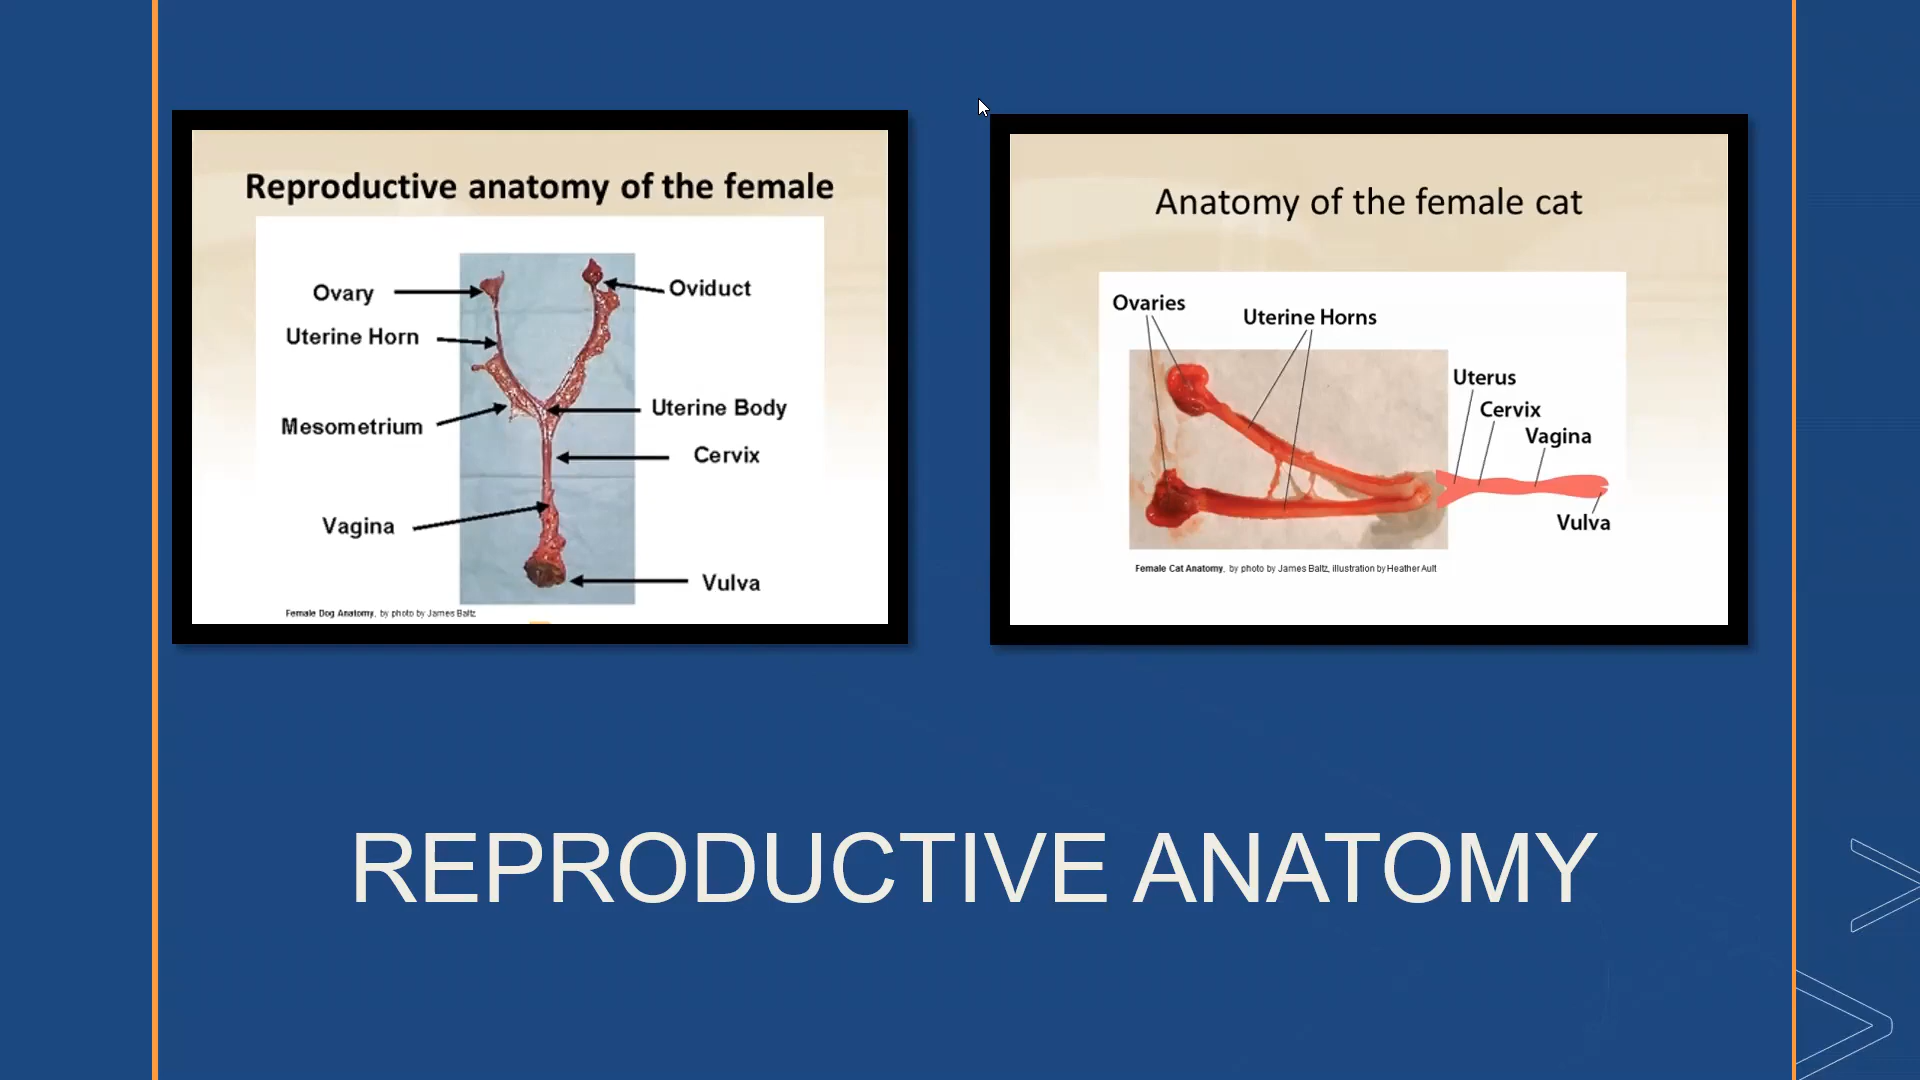 Reproductive anatomy of the female
Ovary
Oviduct
Uterine Horn
Uterine Body
Mesometrium
Cervix
Vagina
Vulva
Female Dog Anatomy, by photo by James Baltz
Anatomy of the female cat
Ovaries
Uterine Horns
Uterus
Cervix
Vagina
Vulva
Female Cat Anatomy, by photo by James Baltz, illustration by Heather Ault
REPRODUCTIVE ANATOMY